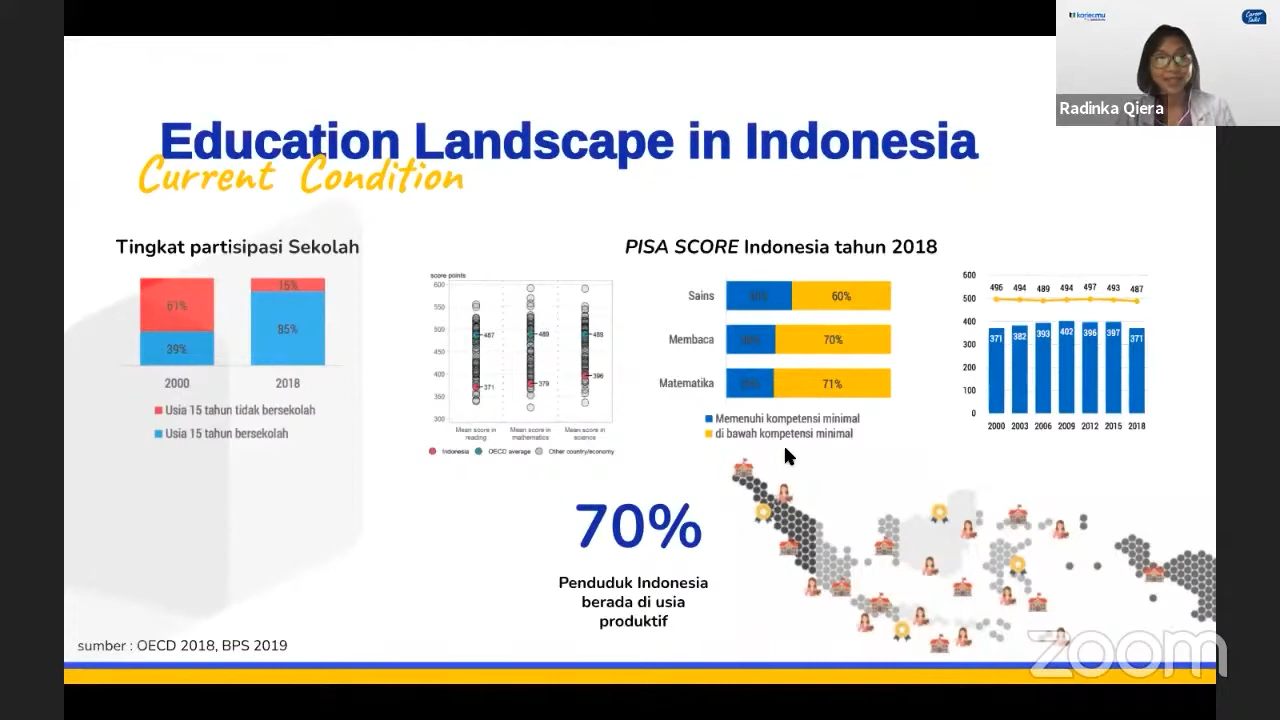 karier.mu
Career
Talks
Radinka Qiera
Education Landscape in Indonesia
Current Condition
Tingkat partisipasi Sekolah
61%
39%
15%
85%
2000
2018
Usia 15 tahun tidak bersekolah
Usia 15 tahun bersekolah
PISA SCORE Indonesia tahun 2018
score points
600
550
500
450
400
350
300
487
371
489
379
489
396
Mean score in
reading
Mean score in
mathematics
Mean score in
science
Indonesia
OECD average
Other country/economy
Sains
60%
Membaca
70%
Matematika
71%
Memenuhi kompetensi minimal
di bawah kompetensi minimal
600
500
400
300
200
100
0
496 494 489 494 497 493 487
371 382 393 402 396 397 371
2000 2003 2006 2009 2012 2015 2018
70%
Penduduk Indonesia
berada di usia
produktif
sumber : OECD 2018, BPS 2019
zoom